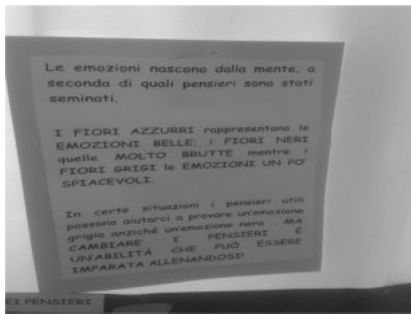 Le emozioni nascono dalla mente, a
seconda di quali pensieri sono stati
seminati.
I FIORI AZZURRI rappresentano le
EMOZIONI BELLE; i FIORI NERI
quelle MOLTO BRUTTE mentre i
FIORI GRIGI le EMOZIONI UN PO'
SPIACEVOLI.
In certe situazioni i pensieri utili
possono aiutarci a provare un'emozione
grigia anziché un'emozione nera ... MA
CAMBIARE I PENSIERI È
UN'ABILITÀ CHE PUÒ ESSERE
IMPARATA ALLENANDOSI!
EI PENSIERI